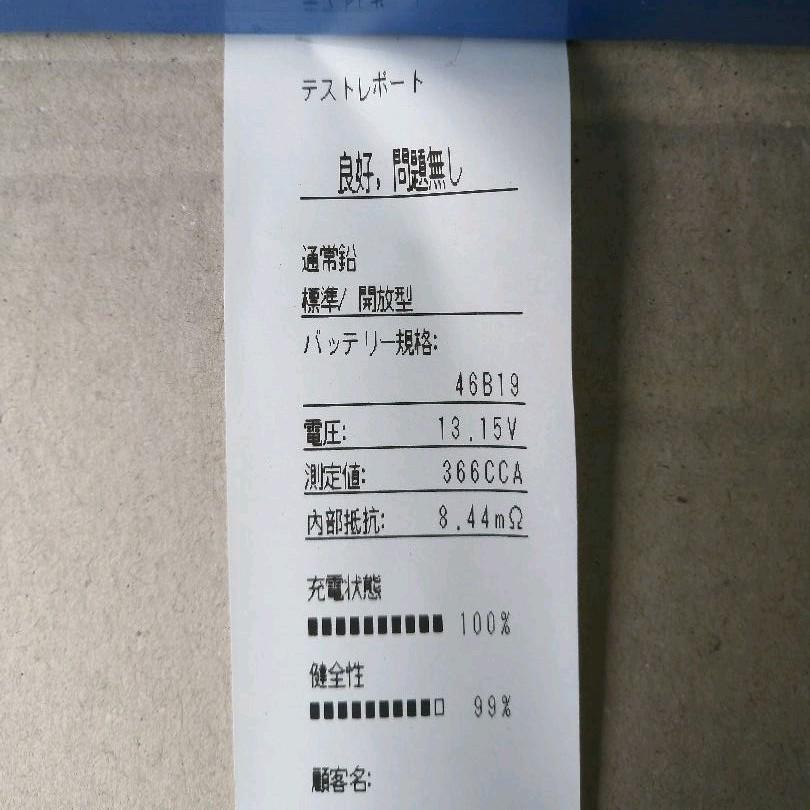 テストレポート
良好, 問題無し
通常鉛
標準/ 開放型
バッテリー規格:
46B19
電圧: 13.15V
測定値: 366CCA
内部抵抗: 8.44mΩ
充電状態
■■■■■■■■■■ 100%
健全性
■■■■■■■■■□ 99%
顧客名: